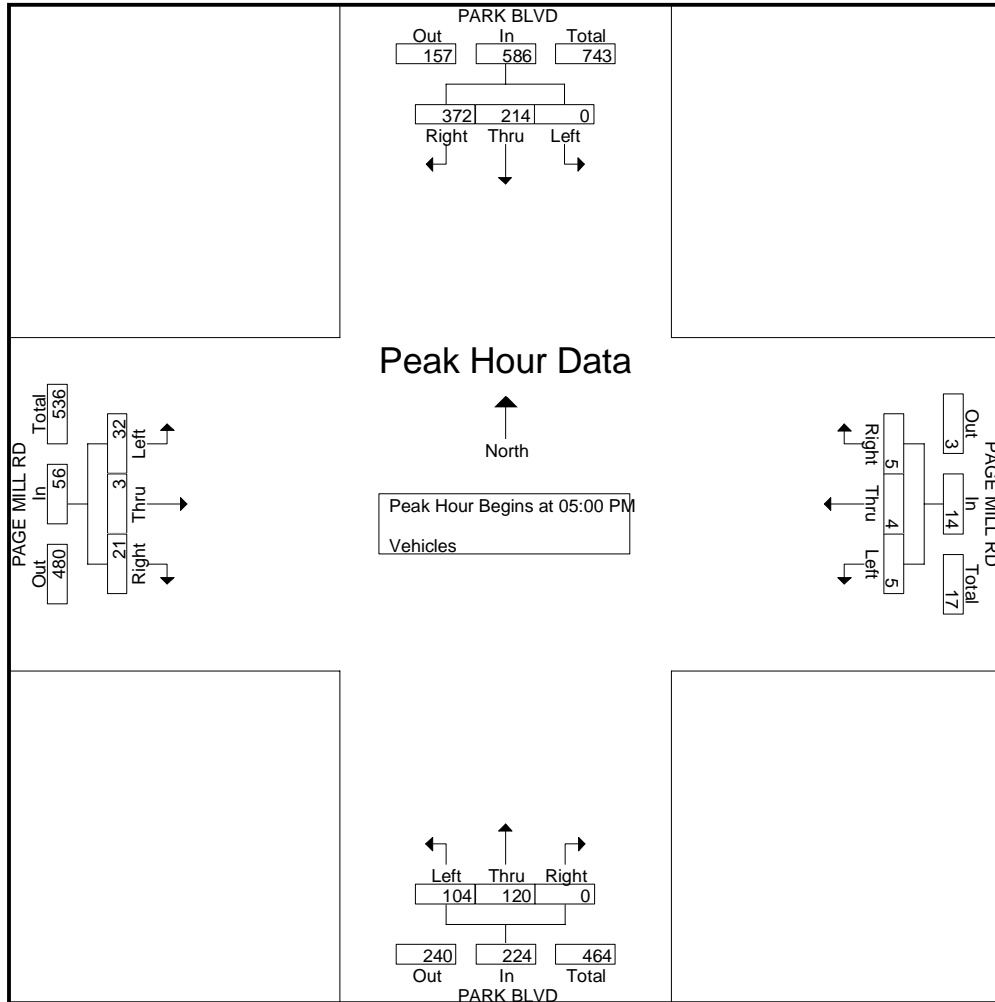 PARK BLVD
Out In Total
157 586 743
372 214 0
Right Thru Left
Peak Hour Data
North
Peak Hour Begins at 05:00 PM
Vehicles
PAGE MILL RD
Out In Total
480 56 536
21 3 32
Right Thru Left
PAGE MILL RD
Out In Total
3 14 17
5 4 5
Right Thru Left
Left Thru Right
104 120 0
240 224 464
Out In Total
PARK BLVD